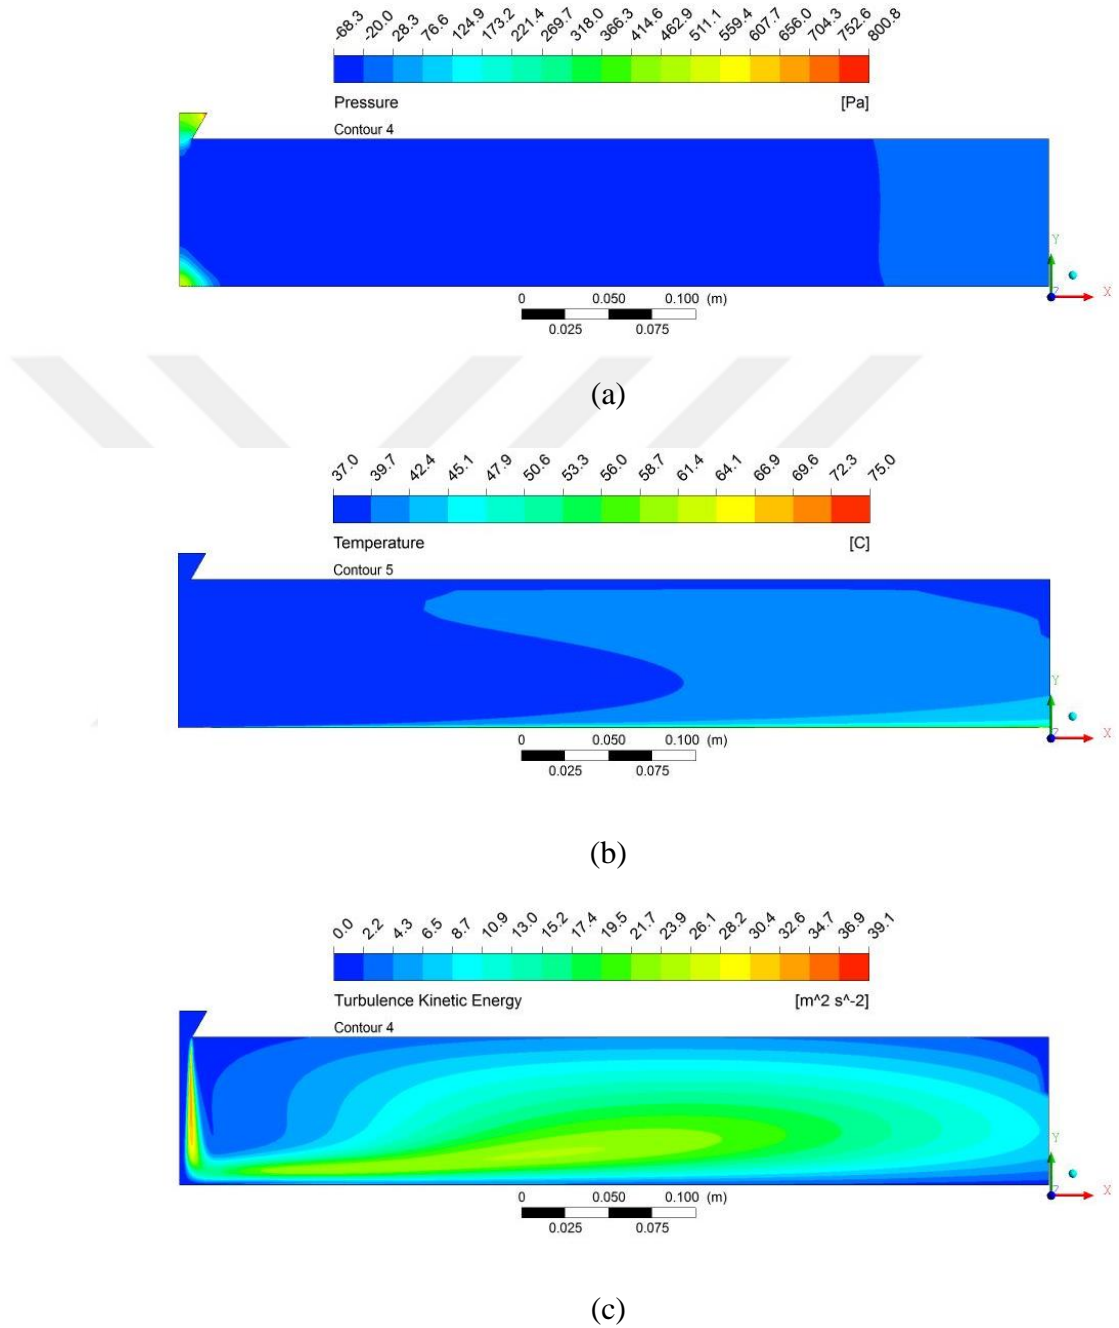 -68.3 -20.0 28.3 76.6 124.9 173.2 221.4 269.7 318.0 366.3 414.6 462.9 511.1 559.4 607.7 656.0 704.3 752.6 800.8
Pressure [Pa]
Contour 4
Y
Z X
0 0.050 0.100 (m)
0.025 0.075
(a)
37.0 39.7 42.4 45.1 47.9 50.6 53.3 56.0 58.7 61.4 64.1 66.9 69.6 72.3 75.0
Temperature [C]
Contour 5
Y
Z X
0 0.050 0.100 (m)
0.025 0.075
(b)
0.0 2.2 4.3 6.5 8.7 10.9 13.0 15.2 17.4 19.5 21.7 23.9 26.1 28.2 30.4 32.6 34.7 36.9 39.1
Turbulence Kinetic Energy [m^2 s^-2]
Contour 4
Y
Z X
0 0.050 0.100 (m)
0.025 0.075
(c)